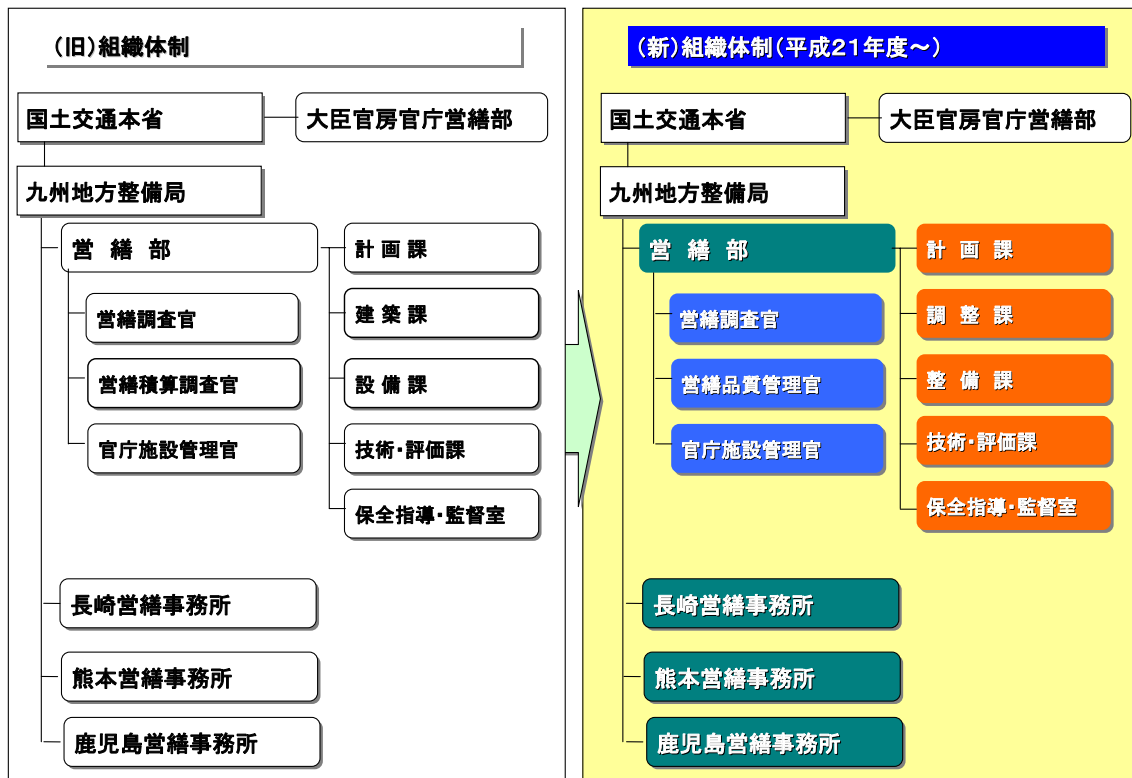 (旧)組織体制
国土交通本省
大臣官房官庁営繕部
九州地方整備局
営 繕 部
計 画 課
営繕調査官
建 築 課
営繕積算調査官
設 備 課
官庁施設管理官
技術・評価課
保全指導・監督室
長崎営繕事務所
熊本営繕事務所
鹿児島営繕事務所
(新)組織体制(平成21年度~)
国土交通本省
大臣官房官庁営繕部
九州地方整備局
営 繕 部
計 画 課
営繕調査官
調 整 課
営繕品質管理官
整 備 課
官庁施設管理官
技術・評価課
保全指導・監督室
長崎営繕事務所
熊本営繕事務所
鹿児島営繕事務所